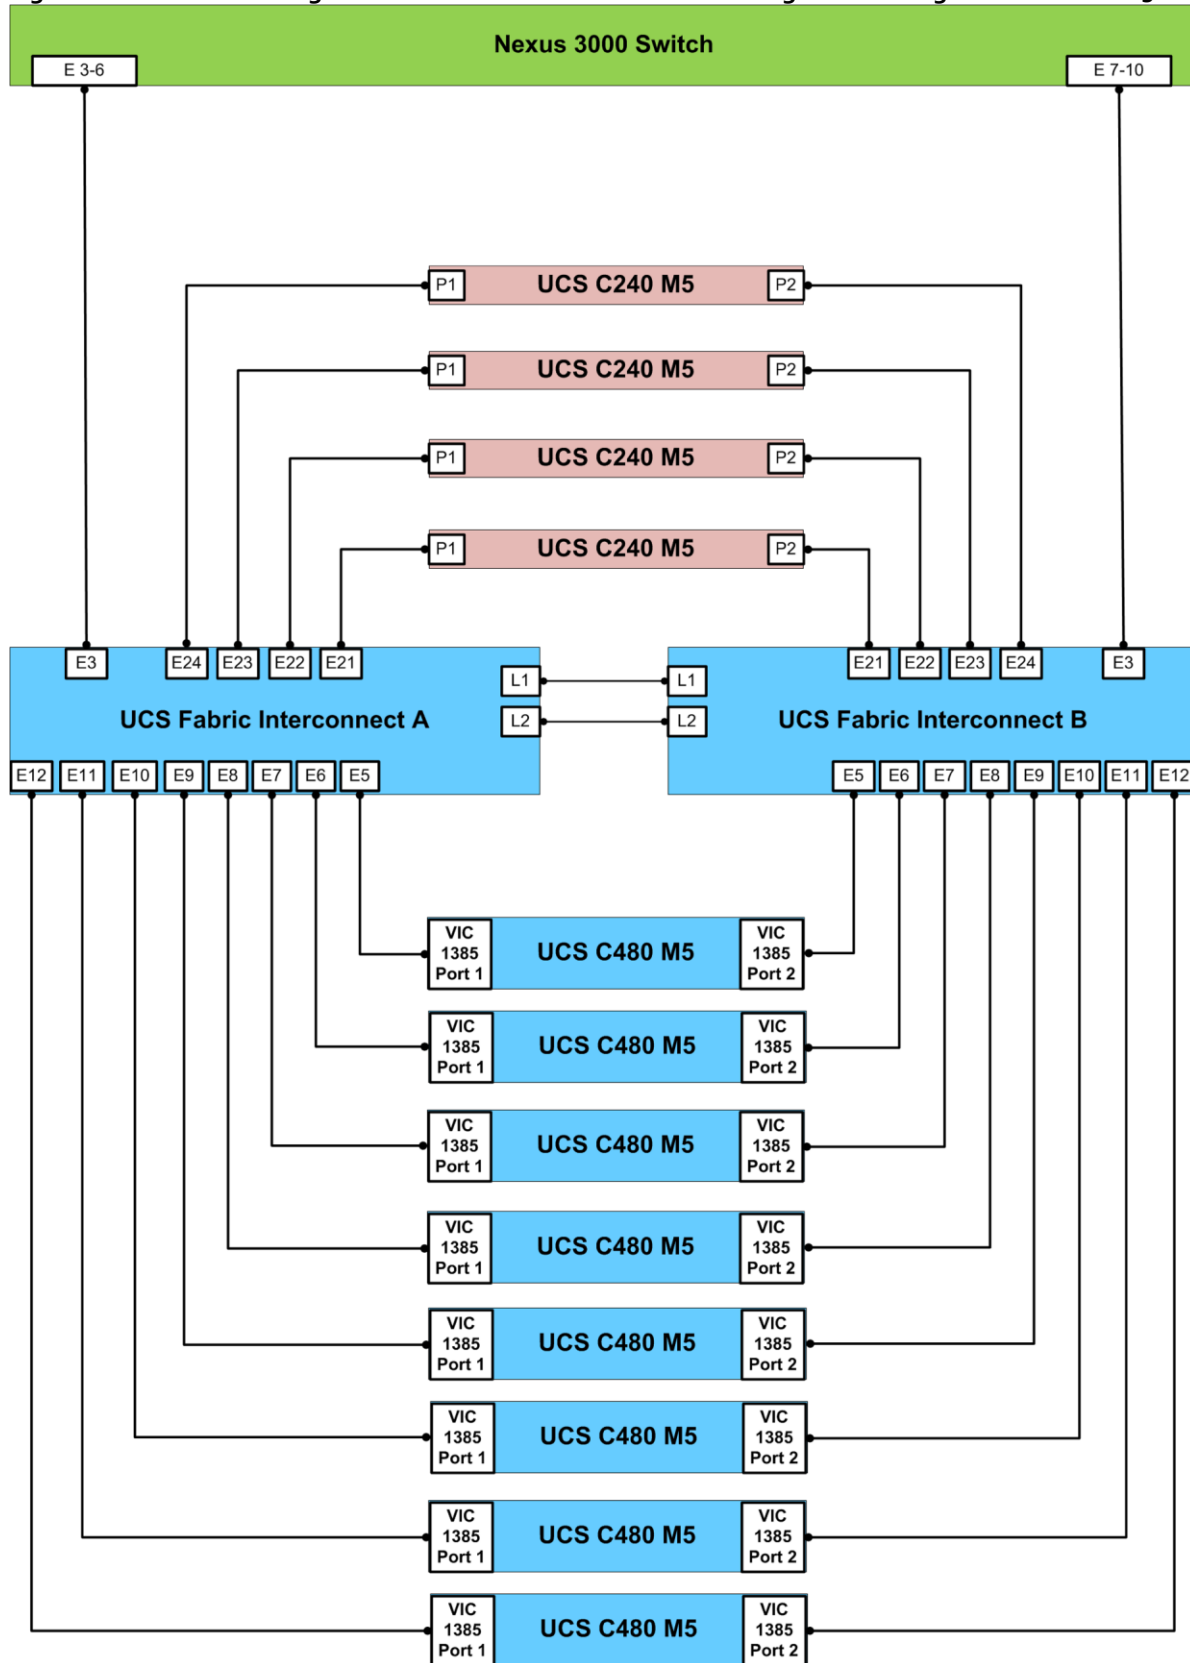 Nexus 3000 Switch
E 3-6
E 7-10
P1
UCS C240 M5
P2
P1
UCS C240 M5
P2
P1
UCS C240 M5
P2
P1
UCS C240 M5
P2
E3
E24
E23
E22
E21
E21
E22
E23
E24
E3
L1
L1
UCS Fabric Interconnect A
L2
L2
UCS Fabric Interconnect B
E12
E11
E10
E9
E8
E7
E6
E5
E5
E6
E7
E8
E9
E10
E11
E12
VIC
1385
Port 1
UCS C480 M5
VIC
1385
Port 2
VIC
1385
Port 1
UCS C480 M5
VIC
1385
Port 2
VIC
1385
Port 1
UCS C480 M5
VIC
1385
Port 2
VIC
1385
Port 1
UCS C480 M5
VIC
1385
Port 2
VIC
1385
Port 1
UCS C480 M5
VIC
1385
Port 2
VIC
1385
Port 1
UCS C480 M5
VIC
1385
Port 2
VIC
1385
Port 1
UCS C480 M5
VIC
1385
Port 2
VIC
1385
Port 1
UCS C480 M5
VIC
1385
Port 2